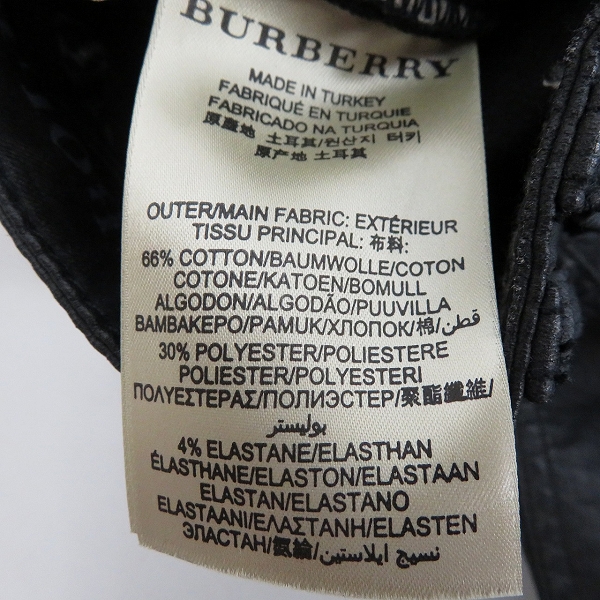 BURBERRY
MADE IN TURKEY
FABRIQUÉ EN TURQUIE
FABRICADO NA TURQUIA
原產地 土耳其/원산지 터키
原产地 土耳其
OUTER/MAIN FABRIC: EXTÉRIEUR
TISSU PRINCIPAL: 布料:
66% COTTON/BAUMWOLLE/COTON
COTONE/KATOEN/BOMULL
ALGODON/ALGODÁO/PUUVILLA
BAMBAKEPO/PAMUK/ХЛОПОК/棉/قطن
30% POLYESTER/POLIESTERE
POLIESTER/POLYESTERI
ΠΟΛΥΕΣΤΕΡΑΣ/ПОЛИЭСТЕР/聚酯纖維/
بوليستر
4% ELASTANE/ELASTHAN
ÉLASTHANE/ELASTON/ELASTAAN
ELASTAN/ELASTANO
ELASTAANI/ΕΛΑΣΤΑΝΗ/ELASTEN
ЭЛАСТАН/氨綸/نسيج ايلاستين